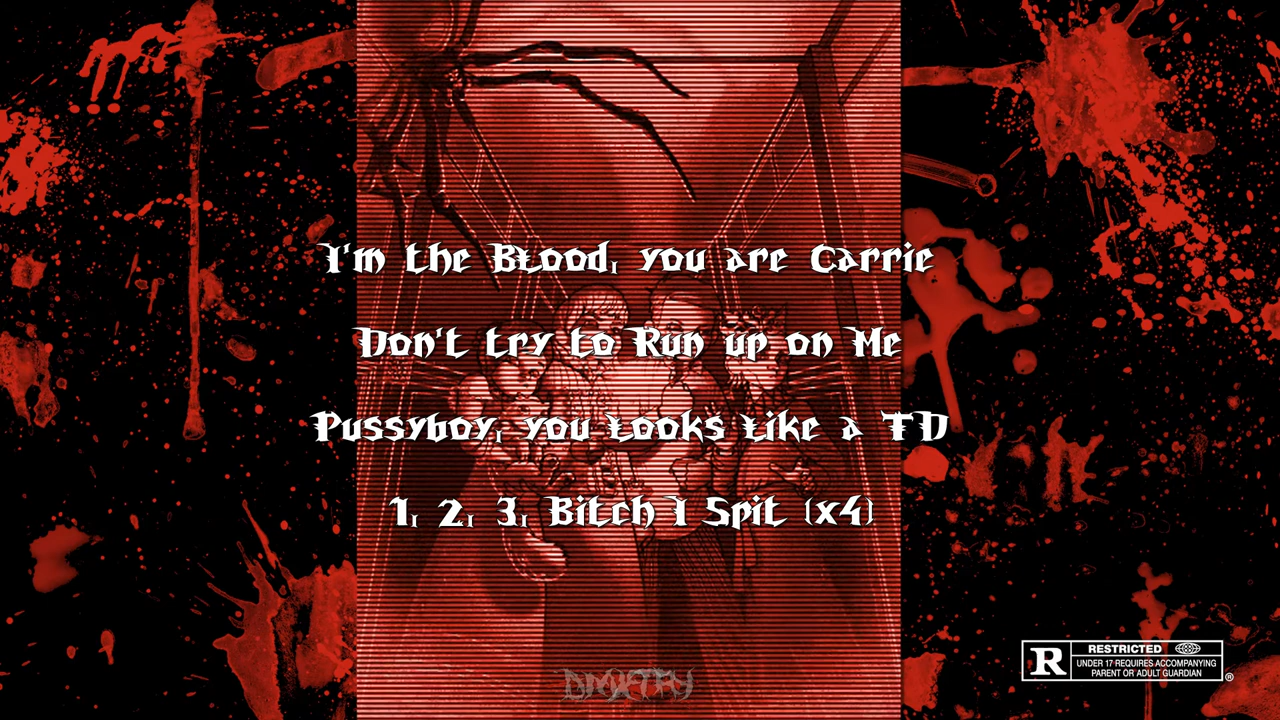 I'm the Blood, you are Carrie
Don't try to Run up on Me
Pussyboy, you Looks Like a TD
1, 2, 3, Bitch I Spit (x4)
R
RESTRICTED
UNDER 17 REQUIRES ACCOMPANYING
PARENT OR ADULT GUARDIAN
®